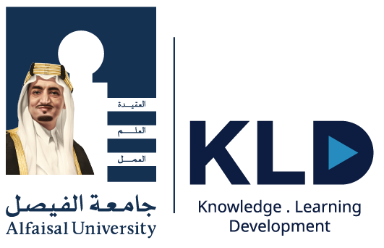 العقيدة
العلم
العمل
جامعة الفيصل
Alfaisal University
KLD
Knowledge . Learning
Development